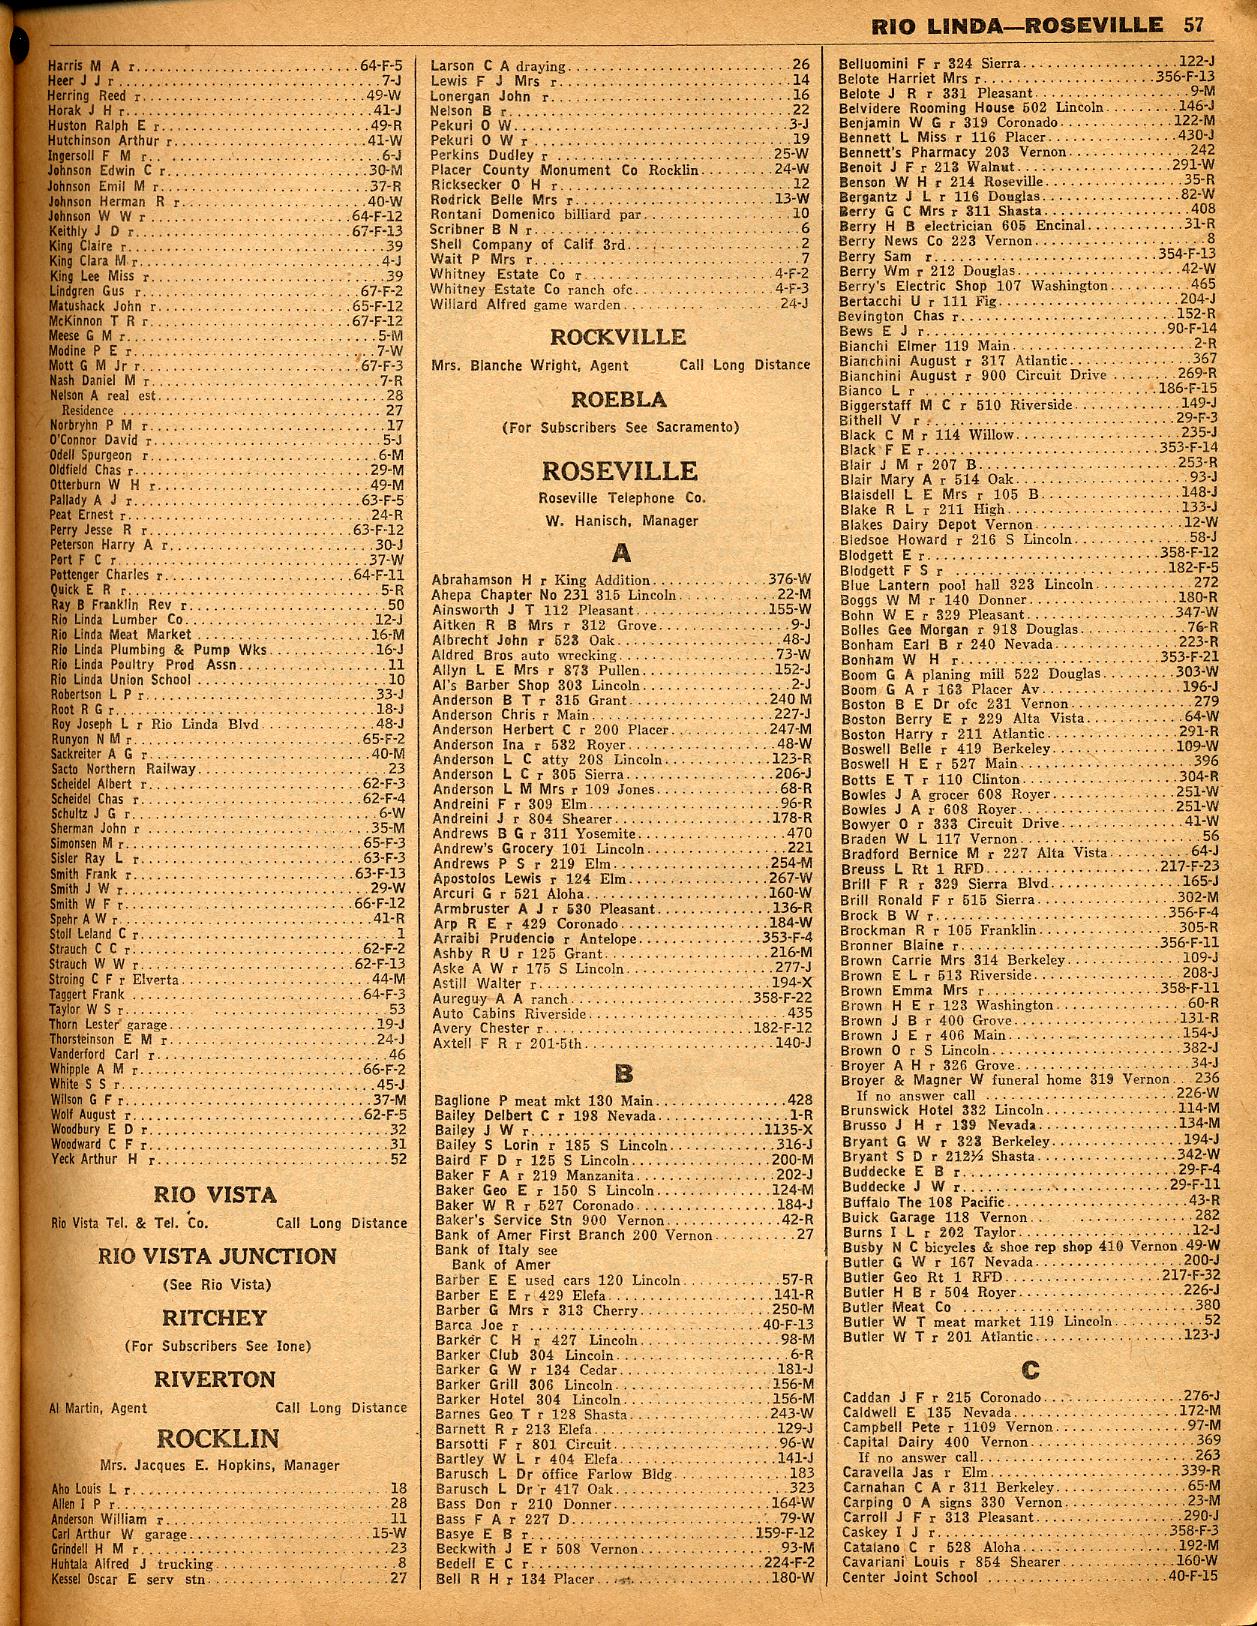 RIO LINDA—ROSEVILLE 57
Harris M A r 64-F-5
Heer J J r 7-J
Herring Reed r 49-W
Horak J H r 41-J
Huston Ralph E r 49-R
Hutchinson Arthur r 41-W
Ingersoll F M r 6-J
Johnson Edwin C r 30-M
Johnson Emil M r 37-R
Johnson Herman R r 40-W
Johnson W W r 64-F-12
Keithly J D r 67-F-13
King Claire r 39
King Clara M r 4-J
King Lee Miss r 39
Lindgren Gus r 67-F-2
Matushack John r 65-F-12
McKinnon T R r 67-F-12
Meese G M r 5-M
Modine P E r 7-W
Mott G M Jr r 67-F-3
Nash Daniel M r 7-R
Nelson A real est 28
Residence 27
Norbryhn P M r 17
O'Connor David r 5-J
Odell Spurgeon r 6-M
Oldfield Chas r 29-M
Otterburn W H r 49-M
Pallady A J r 63-F-5
Peat Ernest r 24-R
Perry Jesse R r 63-F-12
Peterson Harry A r 30-J
Port F C r 37-W
Pottenger Charles r 64-F-11
Quick E R r 5-R
Ray B Franklin Rev r 50
Rio Linda Lumber Co 12-J
Rio Linda Meat Market 16-M
Rio Linda Plumbing & Pump Wks 16-J
Rio Linda Poultry Prod Assn 11
Rio Linda Union School 10
Robertson L P r 33-J
Root R G r 18-J
Roy Joseph L r Rio Linda Blvd 48-J
Runyon N M r 65-F-2
Sackreiter A G r 40-M
Sacto Northern Railway 23
Scheidel Albert r 62-F-3
Scheidel Chas r 62-F-4
Schultz J G r 6-W
Sherman John r 35-M
Simonsen M r 65-F-3
Sisler Ray L r 63-F-3
Smith Frank r 63-F-13
Smith J W r 29-W
Smith W F r 66-F-12
Spehr A W r 41-R
Stoll Leland C r 1
Strauch C C r 62-F-2
Strauch W W r 62-F-13
Stroing C F r Elverta 44-M
Taggert Frank 64-F-3
Taylor W S r 53
Thorn Lester garage 19-J
Thorsteinson E M r 24-J
Vanderford Carl r 46
Whipple A M r 66-F-2
White S S r 45-J
Wilson G F r 37-M
Wolf August r 62-F-5
Woodbury E D r 32
Woodward C F r 31
Yeck Arthur H r 52
RIO VISTA
Rio Vista Tel. & Tel. Co. Call Long Distance
RIO VISTA JUNCTION
(See Rio Vista)
RITCHEY
(For Subscribers See Ione)
RIVERTON
Al Martin, Agent Call Long Distance
ROCKLIN
Mrs. Jacques E. Hopkins, Manager
Aho Louis L r 18
Allen I P r 28
Anderson William r 11
Carl Arthur W garage 15-W
Grindell H M r 23
Huhtala Alfred J trucking 8
Kessel Oscar E serv stn 27
Larson C A draying 26
Lewis F J Mrs r 14
Lonergan John r 16
Nelson B r 22
Pekuri O W 3-J
Pekuri O W r 19
Perkins Dudley r 25-W
Placer County Monument Co Rocklin 24-W
Ricksecker O H r 12
Rodrick Belle Mrs r 13-W
Rontani Domenico billiard par 10
Scribner B N r 6
Shell Company of Calif 3rd 2
Wait P Mrs r 7
Whitney Estate Co r 4-F-2
Whitney Estate Co ranch ofc 4-F-3
Willard Alfred game warden 24-J
ROCKVILLE
Mrs. Blanche Wright, Agent Call Long Distance
ROEBLA
(For Subscribers See Sacramento)
ROSEVILLE
Roseville Telephone Co.
W. Hanisch, Manager
A
Abrahamson H r King Addition 376-W
Ahepa Chapter No 231 315 Lincoln 22-M
Ainsworth J T 112 Pleasant 155-W
Aitken R B Mrs r 312 Grove 9-J
Albrecht John r 523 Oak 48-J
Aldred Bros auto wrecking 73-W
Allyn L E Mrs r 873 Pullen 152-J
Al's Barber Shop 303 Lincoln 2-J
Anderson B T r 315 Grant 240 M
Anderson Chris r Main 227-J
Anderson Herbert C r 200 Placer 247-M
Anderson Ina r 532 Royer 48-W
Anderson L C atty 208 Lincoln 123-R
Anderson L C r 305 Sierra 206-J
Anderson L M Mrs r 109 Jones 68-R
Andreini F r 309 Elm 96-R
Andreini J r 804 Shearer 178-R
Andrews B G r 311 Yosemite 470
Andrew's Grocery 101 Lincoln 221
Andrews P S r 219 Elm 254-M
Apostolos Lewis r 124 Elm 267-W
Arcuri G r 521 Aloha 160-W
Armbruster A J r 530 Pleasant 136-R
Arp R E r 429 Coronado 184-W
Arraibi Prudencio r Antelope 353-F-4
Ashby R U r 125 Grant 216-M
Aske A W r 175 S Lincoln 277-J
Astill Walter r 194-X
Aureguy A A ranch 358-F-22
Auto Cabins Riverside 435
Avery Chester r 182-F-12
Axtell F R r 201-5th 140-J
B
Baglione P meat mkt 130 Main 428
Bailey Delbert C r 198 Nevada 1-R
Bailey J W r 1135-X
Bailey S Lorin r 185 S Lincoln 316-J
Baird F D r 125 S Lincoln 200-M
Baker F A r 219 Manzanita 202-J
Baker Geo E r 150 S Lincoln 124-M
Baker W R r 527 Coronado 184-J
Baker's Service Stn 900 Vernon 42-R
Bank of Amer First Branch 200 Vernon 27
Bank of Italy see
Bank of Amer
Barber E E used cars 120 Lincoln 57-R
Barber E E r 429 Elefa 141-R
Barber G Mrs r 313 Cherry 250-M
Barca Joe r 40-F-13
Barker C H r 427 Lincoln 98-M
Barker Club 304 Lincoln 6-R
Barker G W r 134 Cedar 181-J
Barker Grill 306 Lincoln 156-M
Barker Hotel 304 Lincoln 156-M
Barnes Geo T r 128 Shasta 243-W
Barnett R r 213 Elefa 129-J
Barsotti F r 801 Circuit 96-W
Bartley W L r 404 Elefa 141-J
Barusch L Dr office Farlow Bldg 183
Barusch L Dr r 417 Oak 323
Bass Don r 210 Donner 164-W
Bass F A r 227 D 79-W
Basye E B r 159-F-12
Beckwith J E r 508 Vernon 93-M
Bedell E C r 224-F-2
Bell R H r 134 Placer 180-W
Belluomini F r 324 Sierra 122-J
Belote Harriet Mrs r 356-F-13
Belote J R r 331 Pleasant 9-M
Belvidere Rooming House 502 Lincoln 146-J
Benjamin W G r 319 Coronado 122-M
Bennett L Miss r 116 Placer 430-J
Bennett's Pharmacy 203 Vernon 242
Benoit J F r 213 Walnut 291-W
Benson W H r 214 Roseville 35-R
Bergantz J L r 116 Douglas 82-W
Berry G C Mrs r 311 Shasta 408
Berry H B electrician 605 Encinal 31-R
Berry News Co 223 Vernon 8
Berry Sam r 354-F-13
Berry Wm r 212 Douglas 42-W
Berry's Electric Shop 107 Washington 465
Bertacchi U r 111 Fig 204-J
Bevington Chas r 152-R
Bews E J r 90-F-14
Bianchi Elmer 119 Main 2-R
Bianchini August r 317 Atlantic 367
Bianchini August r 900 Circuit Drive 269-R
Bianco L r 186-F-15
Biggerstaff M C r 510 Riverside 149-J
Bithell V r 29-F-3
Black C M r 114 Willow 235-J
Black F E r 353-F-14
Blair J M r 207 B 253-R
Blair Mary A r 514 Oak 93-J
Blaisdell L E Mrs r 105 B 148-J
Blake R L r 211 High 133-J
Blakes Dairy Depot Vernon 12-W
Bledsoe Howard r 216 S Lincoln 58-J
Blodgett E r 358-F-12
Blodgett F S r 182-F-5
Blue Lantern pool hall 323 Lincoln 272
Boggs W M r 140 Donner 180-R
Bohn W E r 329 Pleasant 347-W
Bolles Geo Morgan r 918 Douglas 76-R
Bonham Earl B r 240 Nevada 223-R
Bonham W H r 353-F-21
Boom G A planing mill 522 Douglas 303-W
Boom G A r 163 Placer Av 196-J
Boston B E Dr ofc 231 Vernon 279
Boston Berry E r 229 Alta Vista 64-W
Boston Harry r 211 Atlantic 291-R
Boswell Belle r 419 Berkeley 109-W
Boswell H E r 527 Main 396
Botts E T r 110 Clinton 304-R
Bowles J A grocer 608 Royer 251-W
Bowles J A r 608 Royer 251-W
Bowyer O r 333 Circuit Drive 41-W
Braden W L 117 Vernon 56
Bradford Bernice M r 227 Alta Vista 64-J
Breuss L Rt 1 RFD 217-F-23
Brill F R r 329 Sierra Blvd 165-J
Brill Ronald F r 515 Sierra 302-M
Brock B W r 356-F-4
Brockman R r 105 Franklin 305-R
Bronner Blaine r 356-F-11
Brown Carrie Mrs 314 Berkeley 109-J
Brown E L r 513 Riverside 208-J
Brown Emma Mrs r 358-F-11
Brown H E r 123 Washington 60-R
Brown J B r 400 Grove 131-R
Brown J E r 406 Main 154-J
Brown O r S Lincoln 382-J
Broyer A H r 326 Grove 34-J
Broyer & Magner W funeral home 319 Vernon 236
If no answer call 226-W
Brunswick Hotel 332 Lincoln 114-M
Brusso J H r 139 Nevada 134-M
Bryant G W r 323 Berkeley 194-J
Bryant S D r 212½ Shasta 342-W
Buddecke E B r 29-F-4
Buddecke J W r 29-F-11
Buffalo The 108 Pacific 43-R
Buick Garage 118 Vernon 282
Burns I L r 202 Taylor 12-J
Busby N C bicycles & shoe rep shop 410 Vernon 49-W
Butler G W r 167 Nevada 200-J
Butler Geo Rt 1 RFD 217-F-32
Butler H B r 504 Royer 226-J
Butler Meat Co 380
Butler W T meat market 119 Lincoln 52
Butler W T r 201 Atlantic 123-J
C
Caddan J F r 215 Coronado 276-J
Caldwell E 135 Nevada 172-M
Campbell Pete r 1109 Vernon 97-M
Capital Dairy 400 Vernon 369
If no answer call 263
Caravella Jas r Elm 339-R
Carnahan C A r 311 Berkeley 65-M
Carping O A signs 330 Vernon 23-M
Carroll J F r 313 Pleasant 290-J
Caskey I J r 358-F-3
Catalano C r 528 Aloha 192-M
Cavariani Louis r 854 Shearer 160-W
Center Joint School 40-F-15